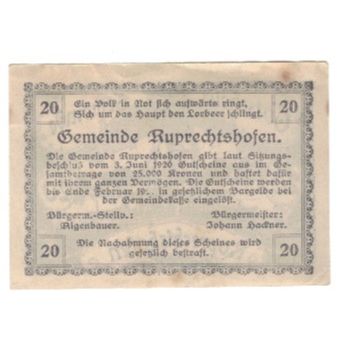 20 Ein Volk in Not sich aufwärts ringt, 20
Sich um das Haupt den Lorbeer schlingt.
Gemeinde Ruprechtshofen.
Die Gemeinde Ruprechtshofen gibt laut Sitzungs-
beschluß vom 3. Juni 1920 Gutscheine aus im Ge-
samtbetrage von 25.000 Kronen und haftet dafür
mit ihrem ganzen Vermögen. Die Gutscheine werden
bis Ende Februar 19.. in gesetzlichem Bargelde bei
der Gemeindekasse eingelöst.
Bürgerm.-Stellv.: Bürgermeister:
Aigenbauer. Johann Hackner.
20 Die Nachahmung dieses Scheines wird 20
gesetzlich bestraft.